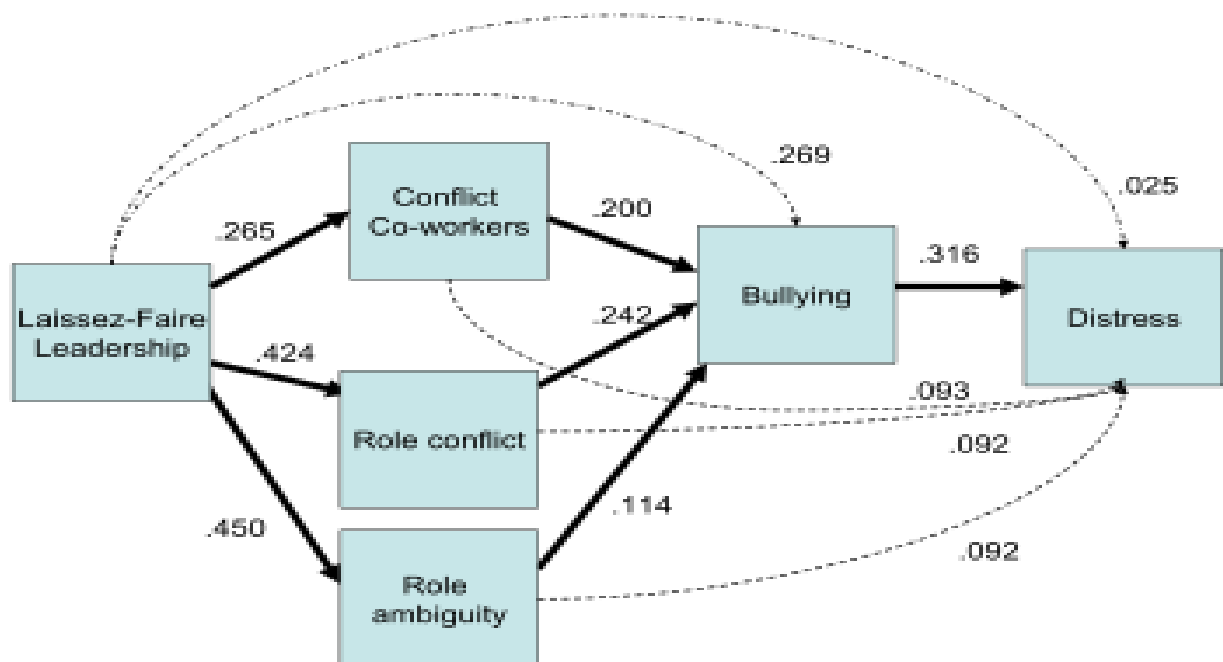 .269
.025
Conflict
Co-workers
.200
.265
.316
Bullying
Laissez-Faire
Leadership
Distress
.242
.424
.093
Role conflict
.092
.114
.450
.092
Role
ambiguity